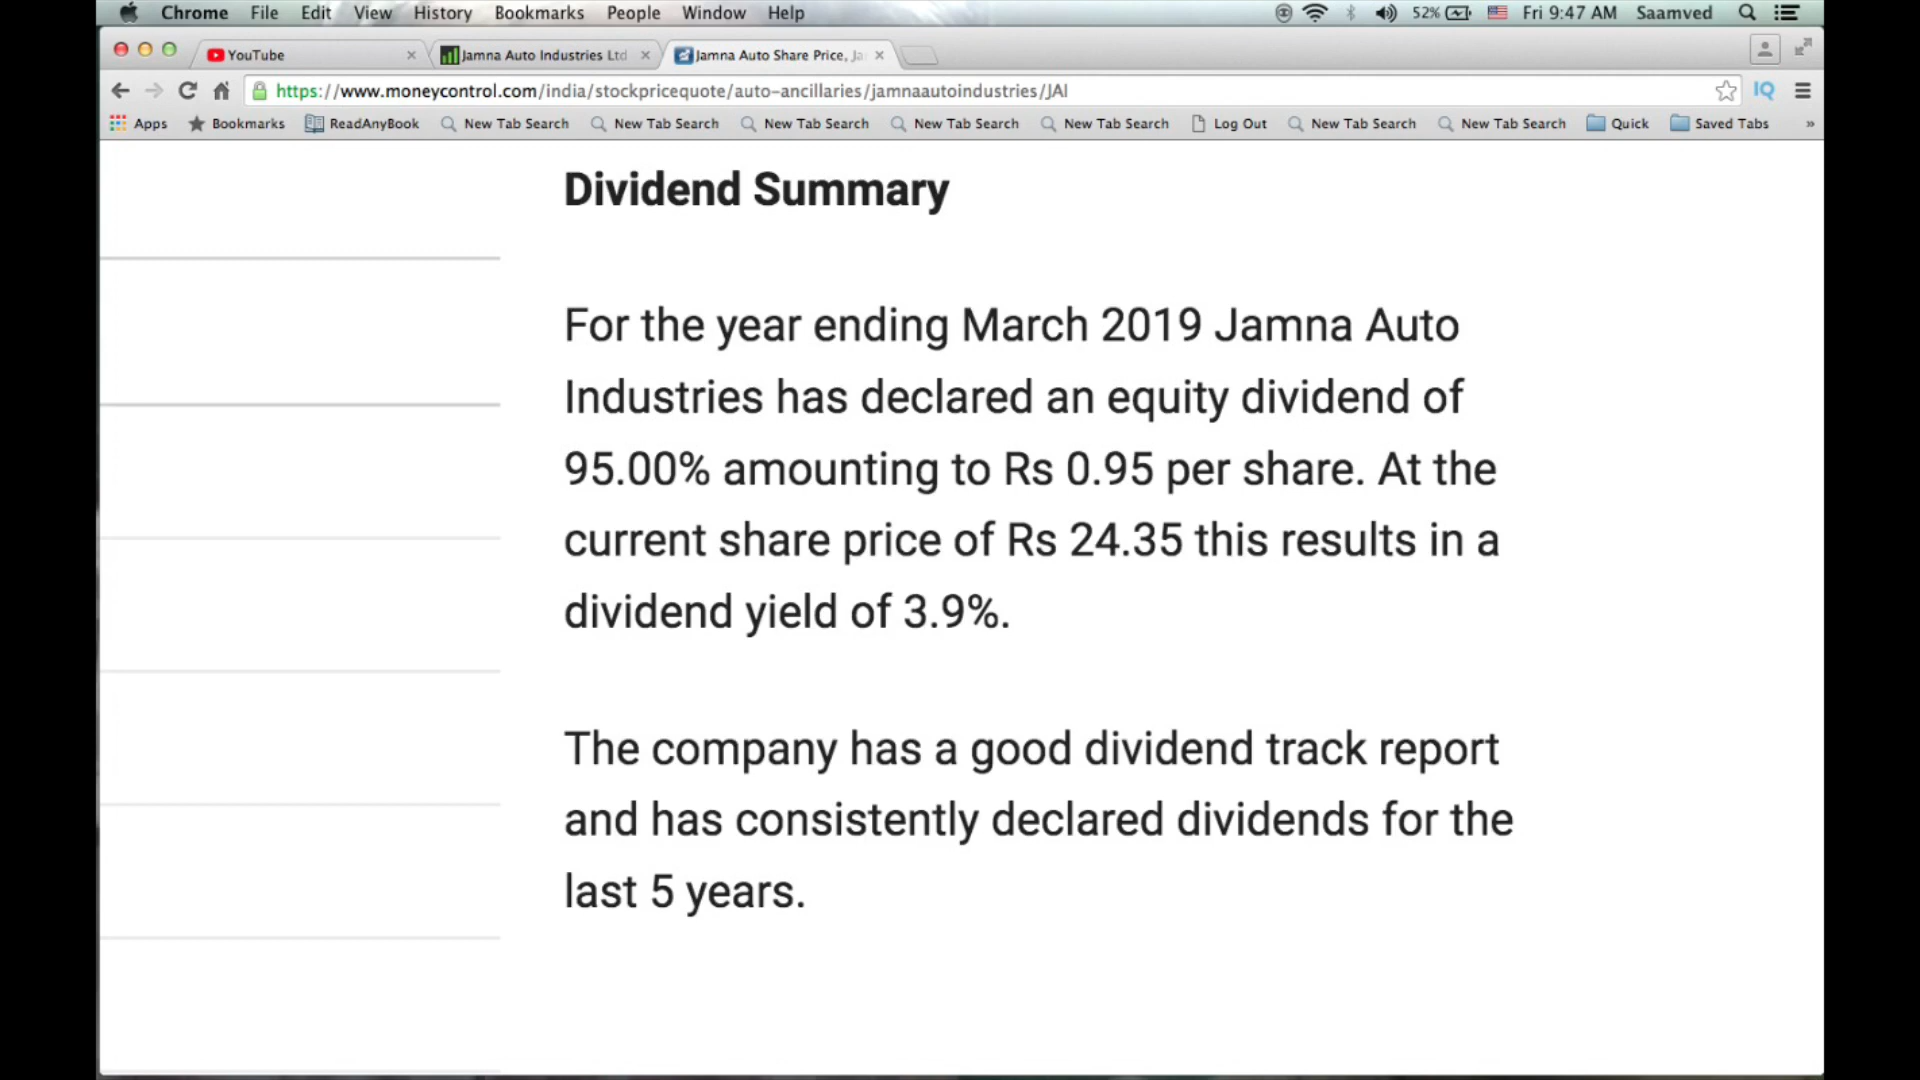 Chrome File Edit View History Bookmarks People Window Help 52% Fri 9:47 AM Saamved
YouTube Jamna Auto Industries Ltd Jamna Auto Share Price, Ja
https://www.moneycontrol.com/india/stockpricequote/auto-ancillaries/jamnaautoindustries/JAI IQ
Apps Bookmarks ReadAnyBook New Tab Search New Tab Search New Tab Search New Tab Search New Tab Search Log Out New Tab Search New Tab Search Quick Saved Tabs »
Dividend Summary
For the year ending March 2019 Jamna Auto
Industries has declared an equity dividend of
95.00% amounting to Rs 0.95 per share. At the
current share price of Rs 24.35 this results in a
dividend yield of 3.9%.
The company has a good dividend track report
and has consistently declared dividends for the
last 5 years.